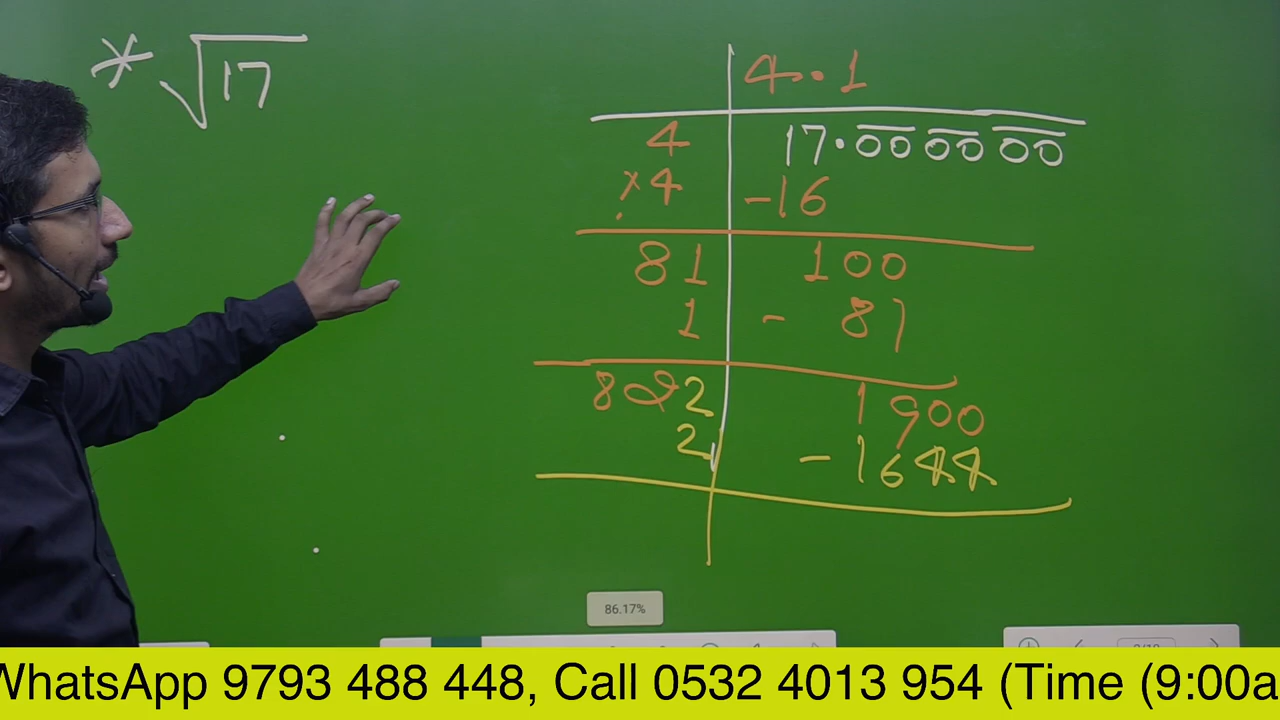 * √17
4.1
4 17.00 00 00
×4 -16
81 100
1 - 81
822 1900
2 -1644
86.17%
WhatsApp 9793 488 448, Call 0532 4013 954 (Time (9:00a